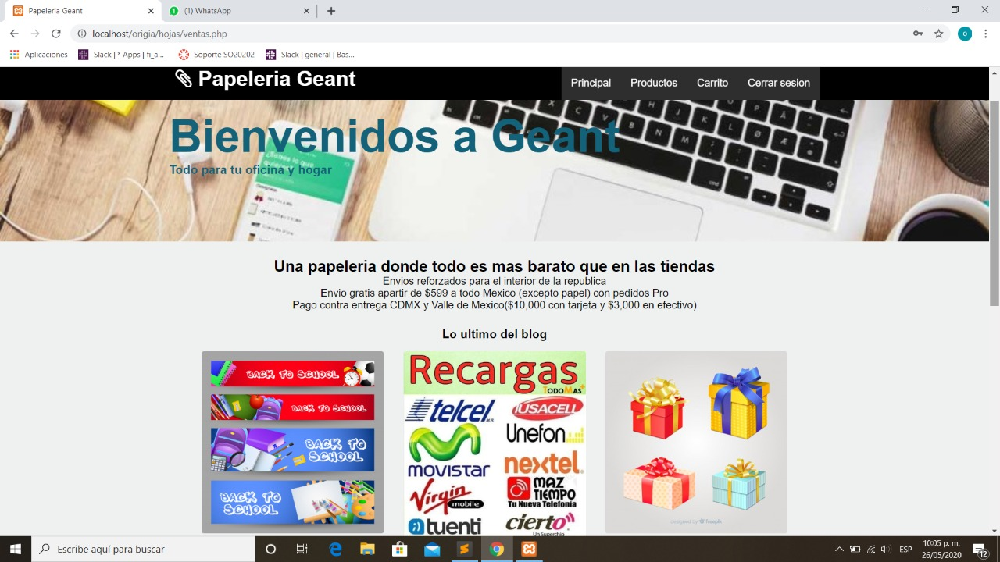 Papeleria Geant
(1) WhatsApp
localhost/origia/hojas/ventas.php
Aplicaciones
Slack | * Apps | fi_a...
Soporte SO20202
Slack | general | Bas...
Papeleria Geant
Principal
Productos
Carrito
Cerrar sesion
Bienvenidos a Geant
Todo para tu oficina y hogar
cmd
alt
Una papeleria donde todo es mas barato que en las tiendas
Envios reforzados para el interior de la republica
Envio gratis apartir de $599 a todo Mexico (excepto papel) con pedidos Pro
Pago contra entrega CDMX y Valle de Mexico($10,000 con tarjeta y $3,000 en efectivo)
Lo ultimo del blog
BACK TO SCHOOL
BACK TO SCHOOL
BACK TO
SCHOOL
BACK TO
SCHOOL
Recargas
TODOMAS+
telcel
IUSACELL
movistar
Unefon
nextel
Virgin
mobile
MAZ
TIEMPO
Tu Nueva Telefonía
tuenti
cierto
Un Superchip
designed by freepik
Escribe aquí para buscar
ESP
10:05 p. m.
26/05/2020
12